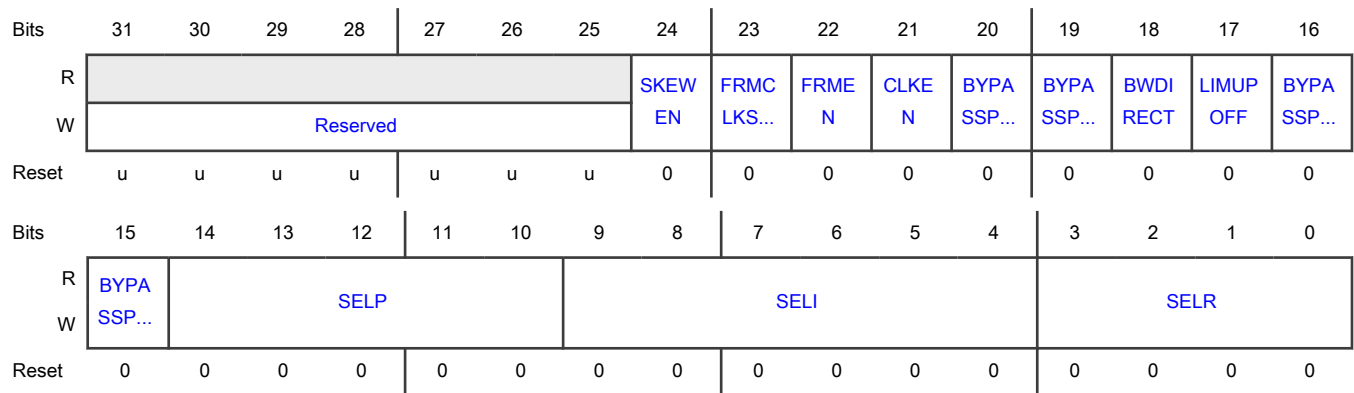 Bits 31 30 29 28 27 26 25 24 23 22 21 20 19 18 17 16
R SKEW FRMC FRME CLKE BYPA BYPA BWDI LIMUP BYPA
W Reserved EN LKS... N N SSP... SSP... RECT OFF SSP...
Reset u u u u u u u 0 0 0 0 0 0 0 0 0
Bits 15 14 13 12 11 10 9 8 7 6 5 4 3 2 1 0
R BYPA SELP SELI SELR
W SSP...
Reset 0 0 0 0 0 0 0 0 0 0 0 0 0 0 0 0